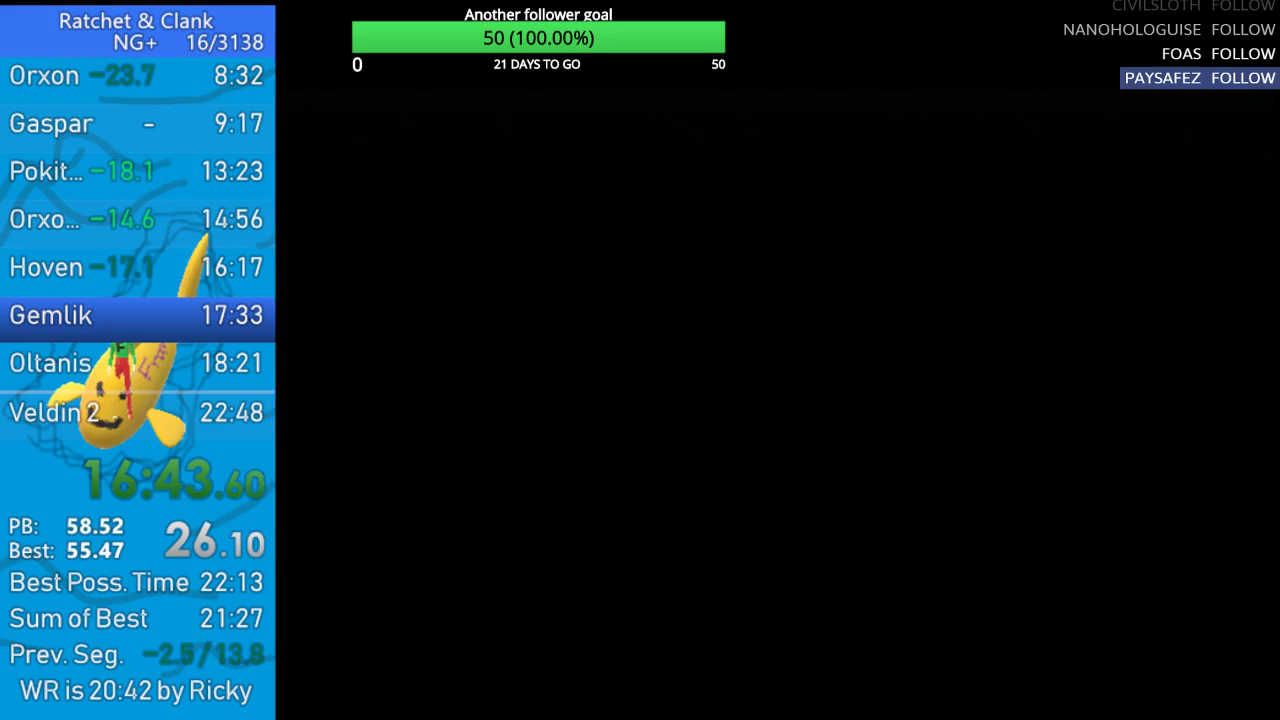 Ratchet & Clank
NG+ 16/3138
Orxon -23.7 8:32
Gaspar - 9:17
Pokit... -18.1 13:23
Orxo... -14.6 14:56
Hoven -17.1 16:17
Gemlik 17:33
Oltanis 18:21
Veldin 2 22:48
16:43.60
PB: 58.52 26.10
Best: 55.47
Best Poss. Time 22:13
Sum of Best 21:27
Prev. Seg. -2.5/13.8
WR is 20:42 by Ricky
Another follower goal
50 (100.00%)
0 21 DAYS TO GO 50
CIVILSLOTH FOLLOW
NANOHOLOGUISE FOLLOW
FOAS FOLLOW
PAYSAFEZ FOLLOW